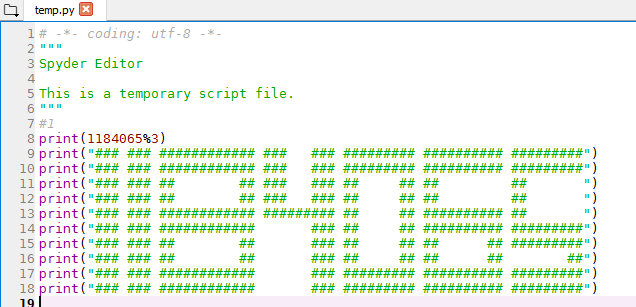 temp.py
1 # -*- coding: utf-8 -*-
2 """
3 Spyder Editor
4
5 This is a temporary script file.
6 """
7 #1
8 print(1184065%3)
9 print("### ### ############ ###   ### ######### ########## #########")
10 print("### ### ############ ###   ### ######### ########## #########")
11 print("### ### ##        ## ###   ### ##     ## ##         ##       ")
12 print("### ### ##        ## ###   ### ##     ## ##         ##       ")
13 print("### ### ############ ######### ##     ## ########## ##       ")
14 print("### ### ############       ### ##     ## ########## #########")
15 print("### ### ##        ##       ### ##     ## ##      ## #########")
16 print("### ### ##        ##       ### ##     ## ##      ##        ##")
17 print("### ### ############       ### ######### ########## #########")
18 print("### ### ############       ### ######### ########## #########")
19